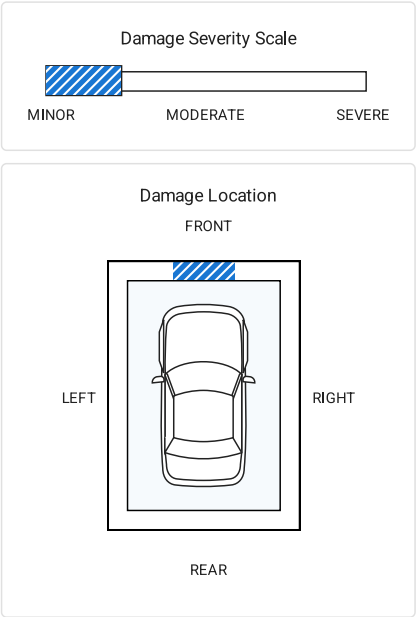 Damage Severity Scale
MINOR MODERATE SEVERE
Damage Location
FRONT
LEFT RIGHT
REAR